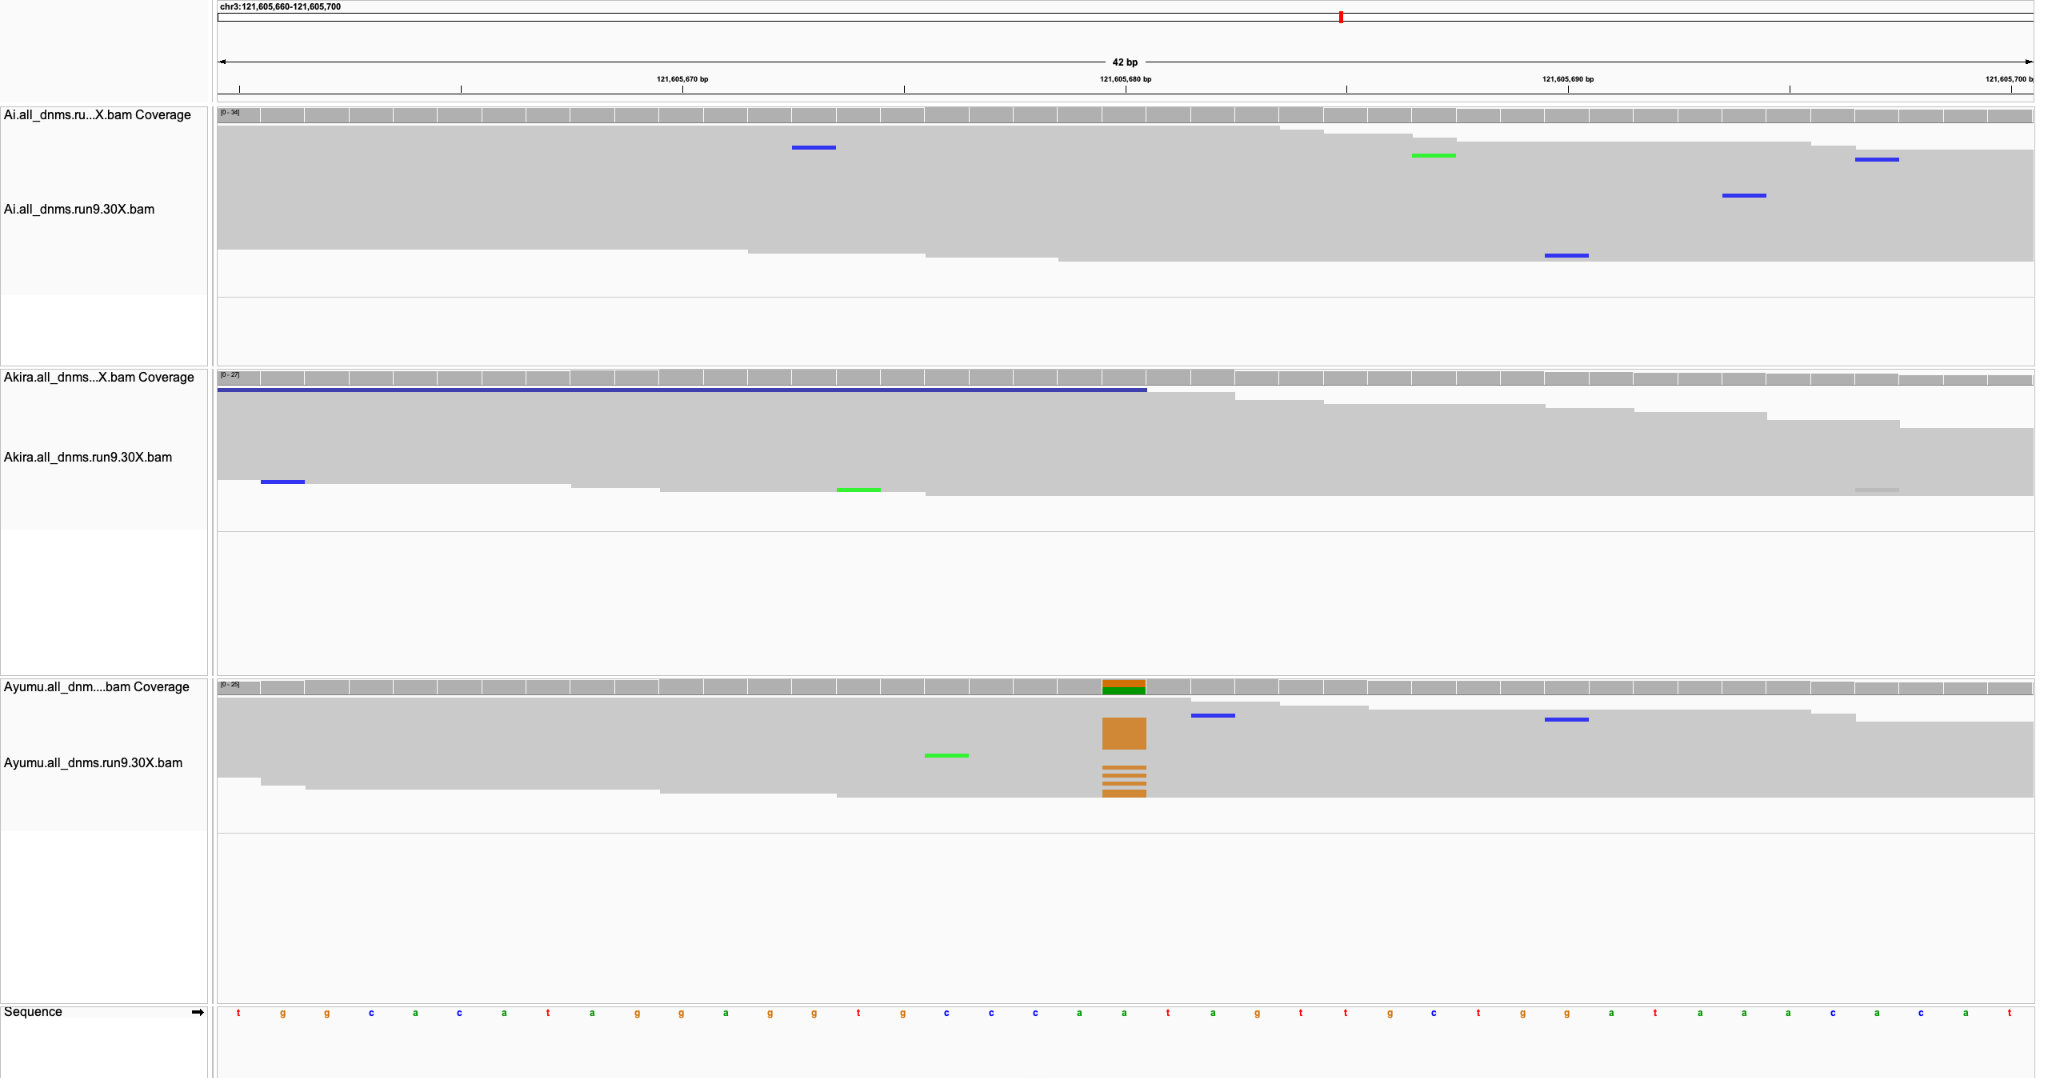 chr3:121,605,660-121,605,700
42 bp
121,605,670 bp 121,605,680 bp 121,605,690 bp 121,605,700 b
Ai.all_dnms.ru...X.bam Coverage
[0 - 34]
Ai.all_dnms.run9.30X.bam
Akira.all_dnms...X.bam Coverage
[0 - 27]
Akira.all_dnms.run9.30X.bam
Ayumu.all_dnm....bam Coverage
[0 - 25]
Ayumu.all_dnms.run9.30X.bam
Sequence
t g g c a c a t a g g a g g t g c c c a a t a g t t g c t g g a t a a a c a c a t